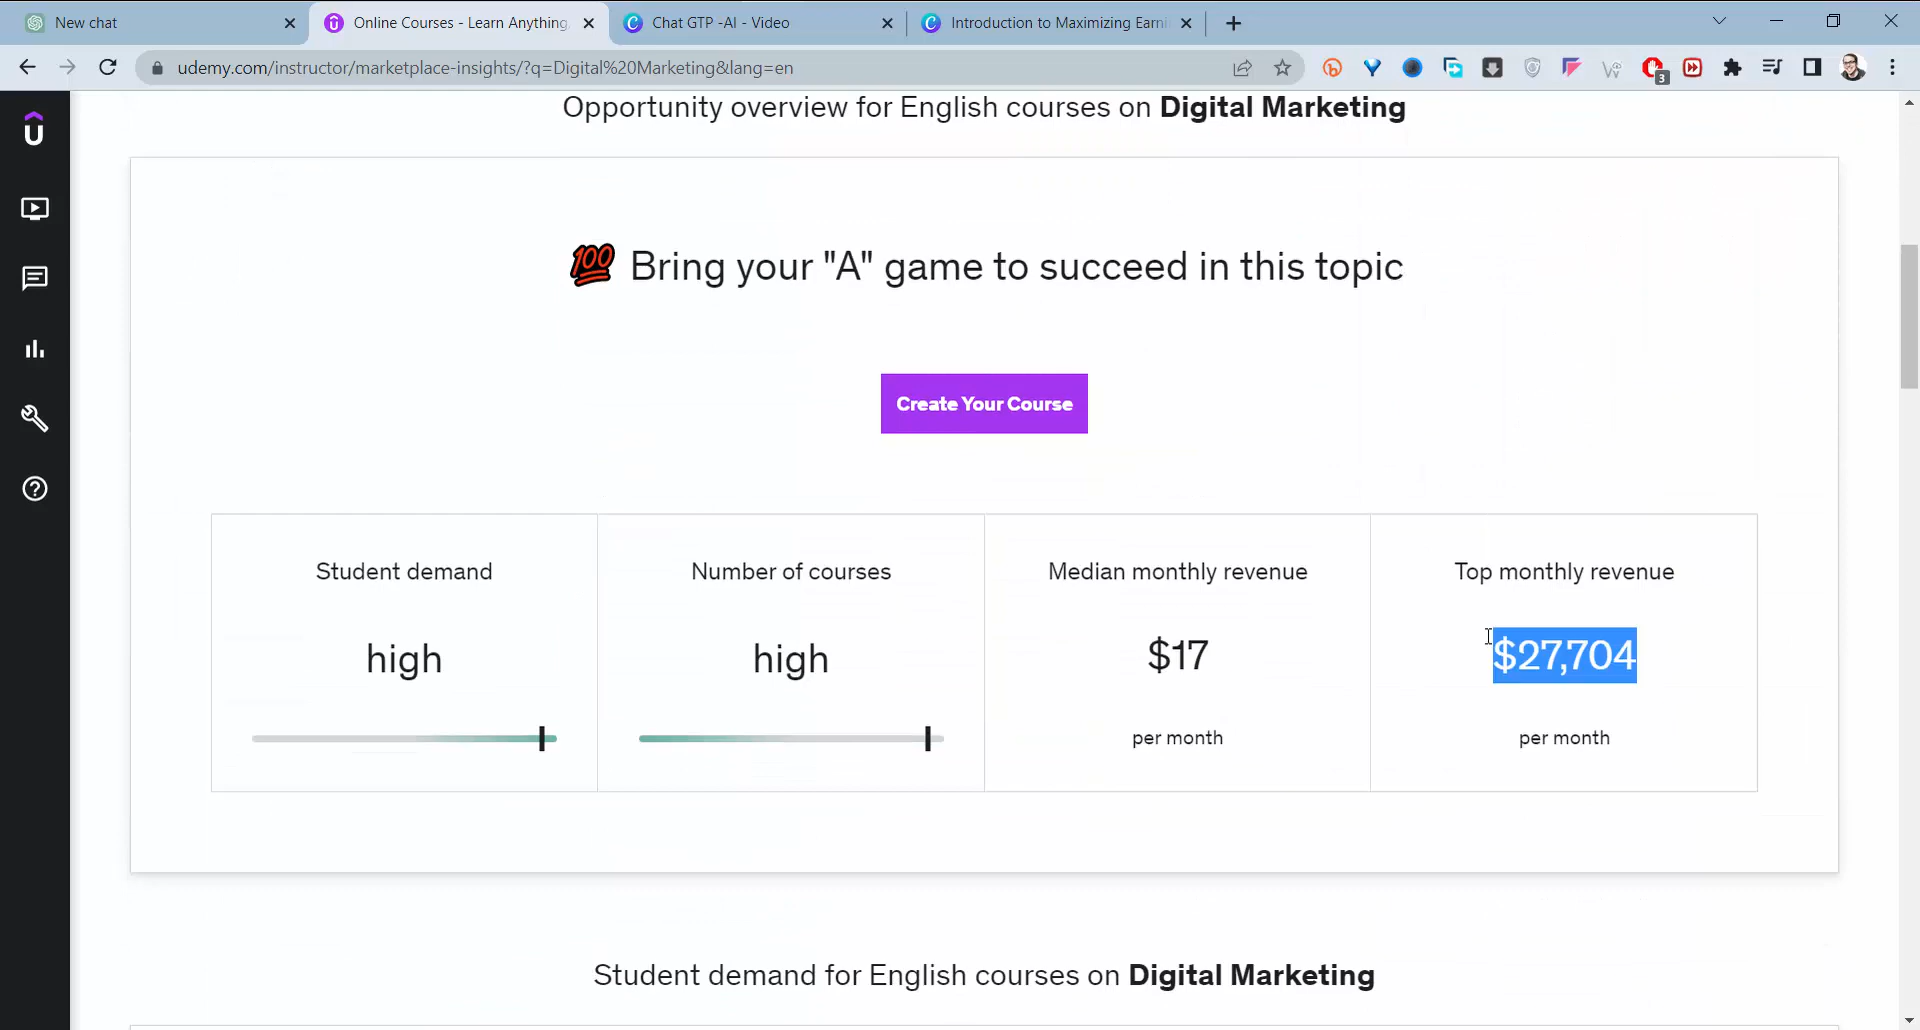 New chat
Online Courses - Learn Anything,
Chat GTP -AI - Video
Introduction to Maximizing Earni
udemy.com/instructor/marketplace-insights/?q=Digital%20Marketing&lang=en
3
Opportunity overview for English courses on Digital Marketing
💯 Bring your "A" game to succeed in this topic
Create Your Course
Student demand
high
Number of courses
high
Median monthly revenue
$17
per month
Top monthly revenue
$27,704
per month
Student demand for English courses on Digital Marketing